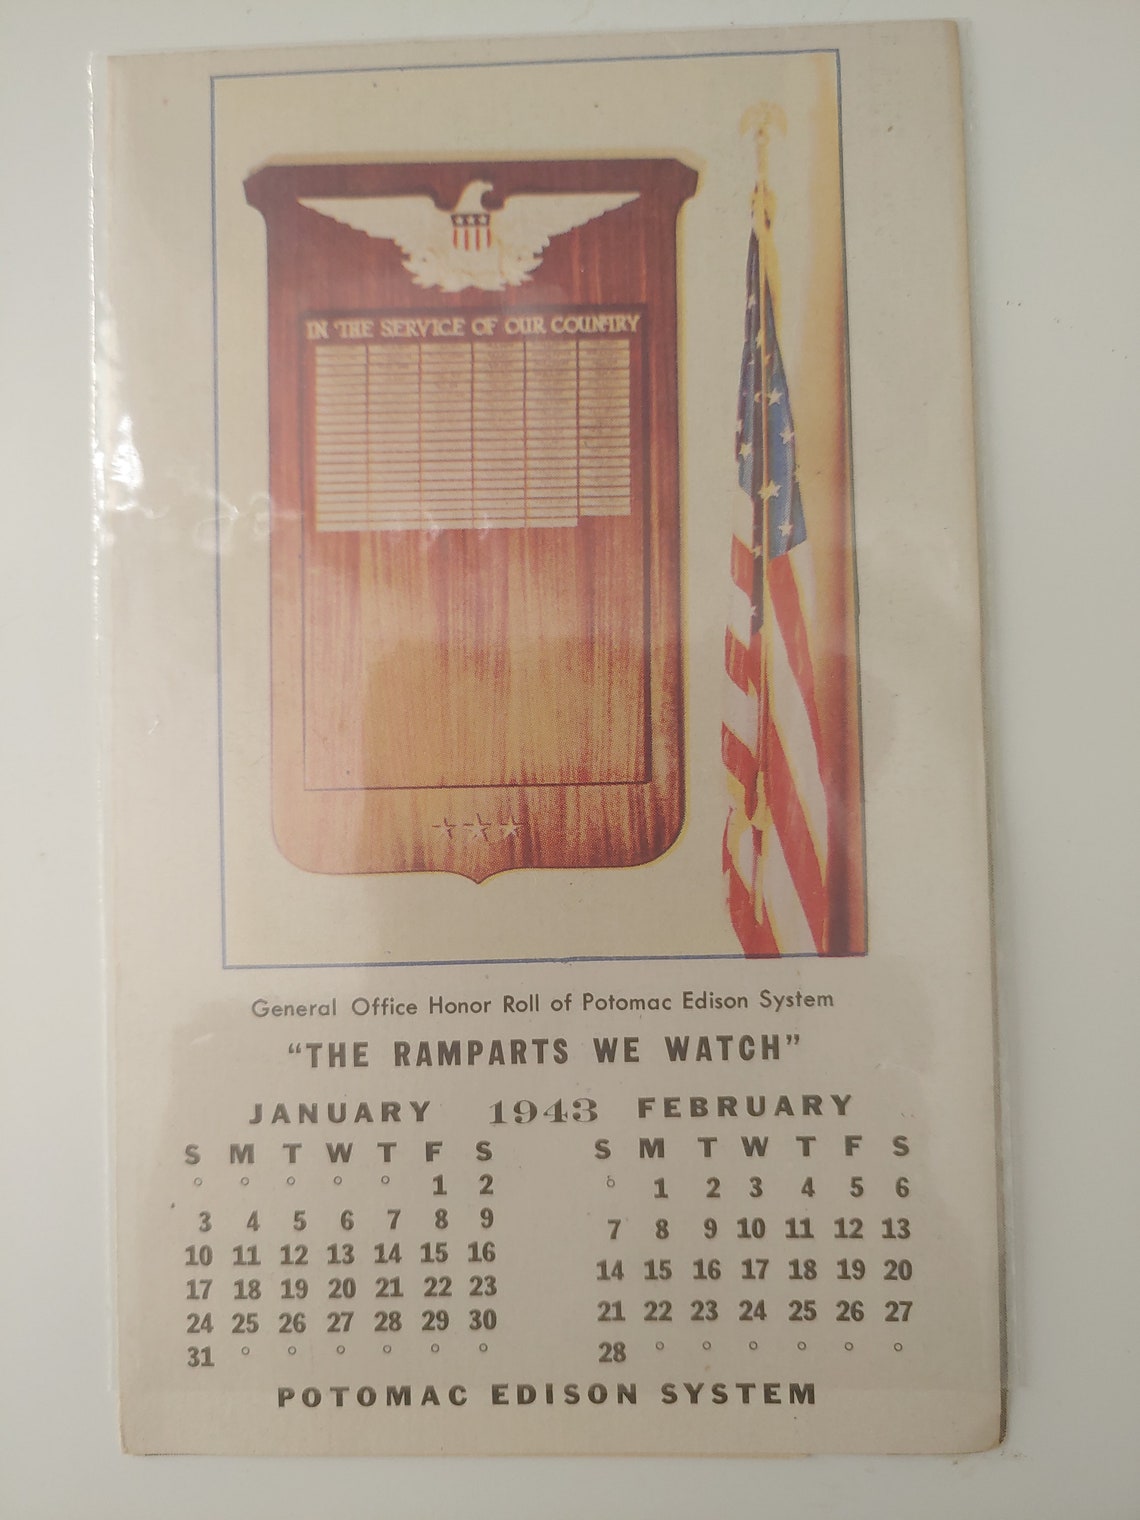 IN THE SERVICE OF OUR COUNTRY
General Office Honor Roll of Potomac Edison System
"THE RAMPARTS WE WATCH"
JANUARY 1943 FEBRUARY
S M T W T F S
° ° ° ° ° 1 2
3 4 5 6 7 8 9
10 11 12 13 14 15 16
17 18 19 20 21 22 23
24 25 26 27 28 29 30
31 ° ° ° ° ° °
S M T W T F S
° 1 2 3 4 5 6
7 8 9 10 11 12 13
14 15 16 17 18 19 20
21 22 23 24 25 26 27
28 ° ° ° ° ° °
POTOMAC EDISON SYSTEM